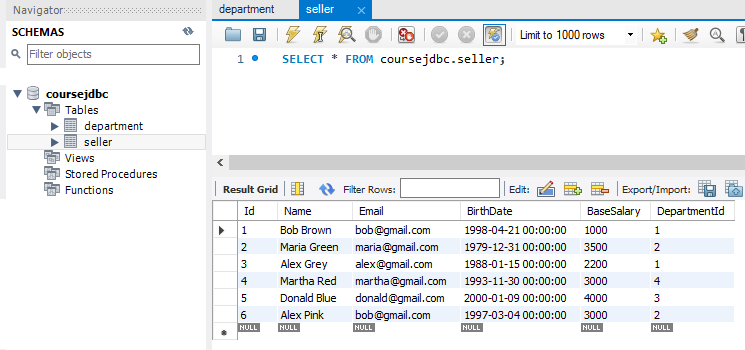 Navigator
SCHEMAS
Filter objects
coursejdbc
Tables
department
seller
Views
Stored Procedures
Functions
department seller
Limit to 1000 rows
1 SELECT * FROM coursejdbc.seller;
Result Grid Filter Rows: Edit: Export/Import:
Id Name Email BirthDate BaseSalary DepartmentId
1 Bob Brown bob@gmail.com 1998-04-21 00:00:00 1000 1
2 Maria Green maria@gmail.com 1979-12-31 00:00:00 3500 2
3 Alex Grey alex@gmail.com 1988-01-15 00:00:00 2200 1
4 Martha Red martha@gmail.com 1993-11-30 00:00:00 3000 4
5 Donald Blue donald@gmail.com 2000-01-09 00:00:00 4000 3
6 Alex Pink bob@gmail.com 1997-03-04 00:00:00 3000 2
NULL NULL NULL NULL NULL NULL